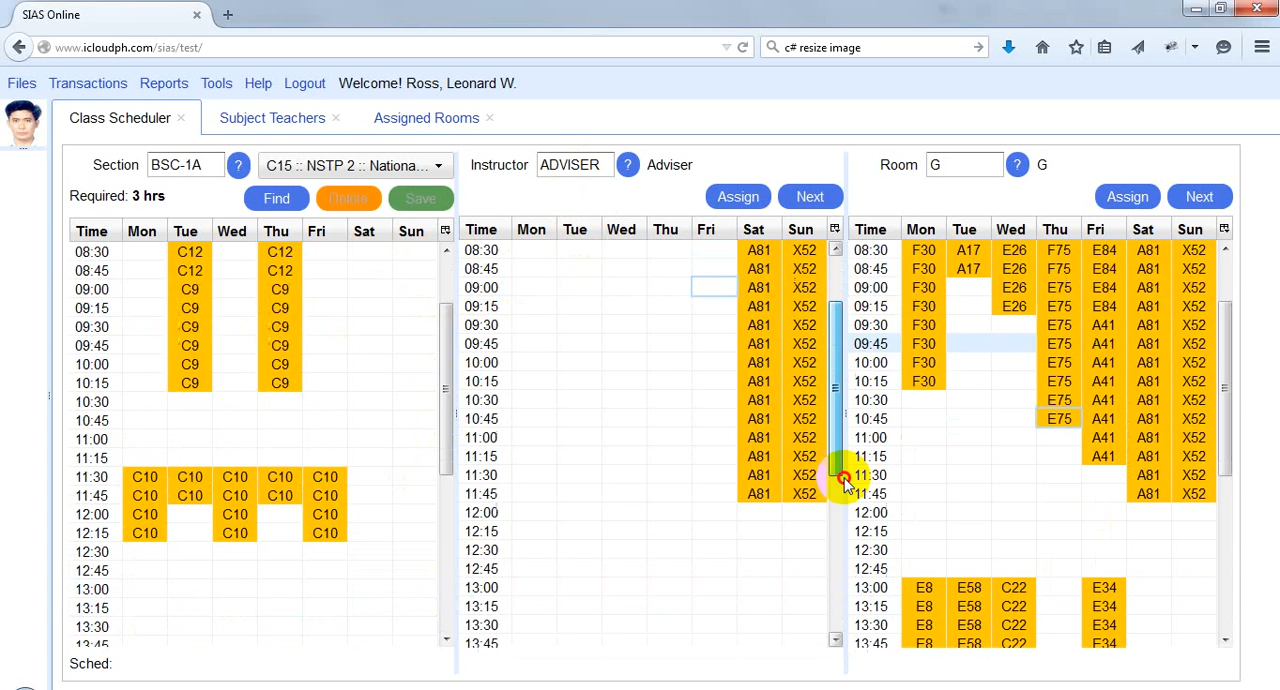 SIAS Online
www.icloudph.com/sias/test/
c# resize image
Files Transactions Reports Tools Help Logout Welcome! Ross, Leonard W.
Class Scheduler Subject Teachers Assigned Rooms
Section BSC-1A ? C15 :: NSTP 2 :: Nationa... Instructor ADVISER ? Adviser Room G ? G
Required: 3 hrs Find Delete Save Assign Next Assign Next
Time Mon Tue Wed Thu Fri Sat Sun Time Mon Tue Wed Thu Fri Sat Sun Time Mon Tue Wed Thu Fri Sat Sun
08:30 C12 C12 08:30 A81 X52 08:30 F30 A17 E26 F75 E84 A81 X52
08:45 C12 C12 08:45 A81 X52 08:45 F30 A17 E26 F75 E84 A81 X52
09:00 C9 C9 09:00 A81 X52 09:00 F30 E26 E75 E84 A81 X52
09:15 C9 C9 09:15 A81 X52 09:15 F30 E26 E75 E84 A81 X52
09:30 C9 C9 09:30 A81 X52 09:30 F30 E75 A41 A81 X52
09:45 C9 C9 09:45 A81 X52 09:45 F30 E75 A41 A81 X52
10:00 C9 C9 10:00 A81 X52 10:00 F30 E75 A41 A81 X52
10:15 C9 C9 10:15 A81 X52 10:15 F30 E75 A41 A81 X52
10:30 10:30 A81 X52 10:30 E75 A41 A81 X52
10:45 10:45 A81 X52 10:45 E75 A41 A81 X52
11:00 11:00 A81 X52 11:00 A41 A81 X52
11:15 11:15 A81 X52 11:15 A41 A81 X52
11:30 C10 C10 C10 C10 C10 11:30 A81 X52 11:30 A81 X52
11:45 C10 C10 C10 C10 C10 11:45 A81 X52 11:45 A81 X52
12:00 C10 C10 C10 12:00 12:00
12:15 C10 C10 C10 12:15 12:15
12:30 12:30 12:30
12:45 12:45 12:45
13:00 13:00 13:00 E8 E58 C22 E34
13:15 13:15 13:15 E8 E58 C22 E34
13:30 13:30 13:30 E8 E58 C22 E34
13:45 13:45 13:45 E8 E58 C22 E34
Sched: